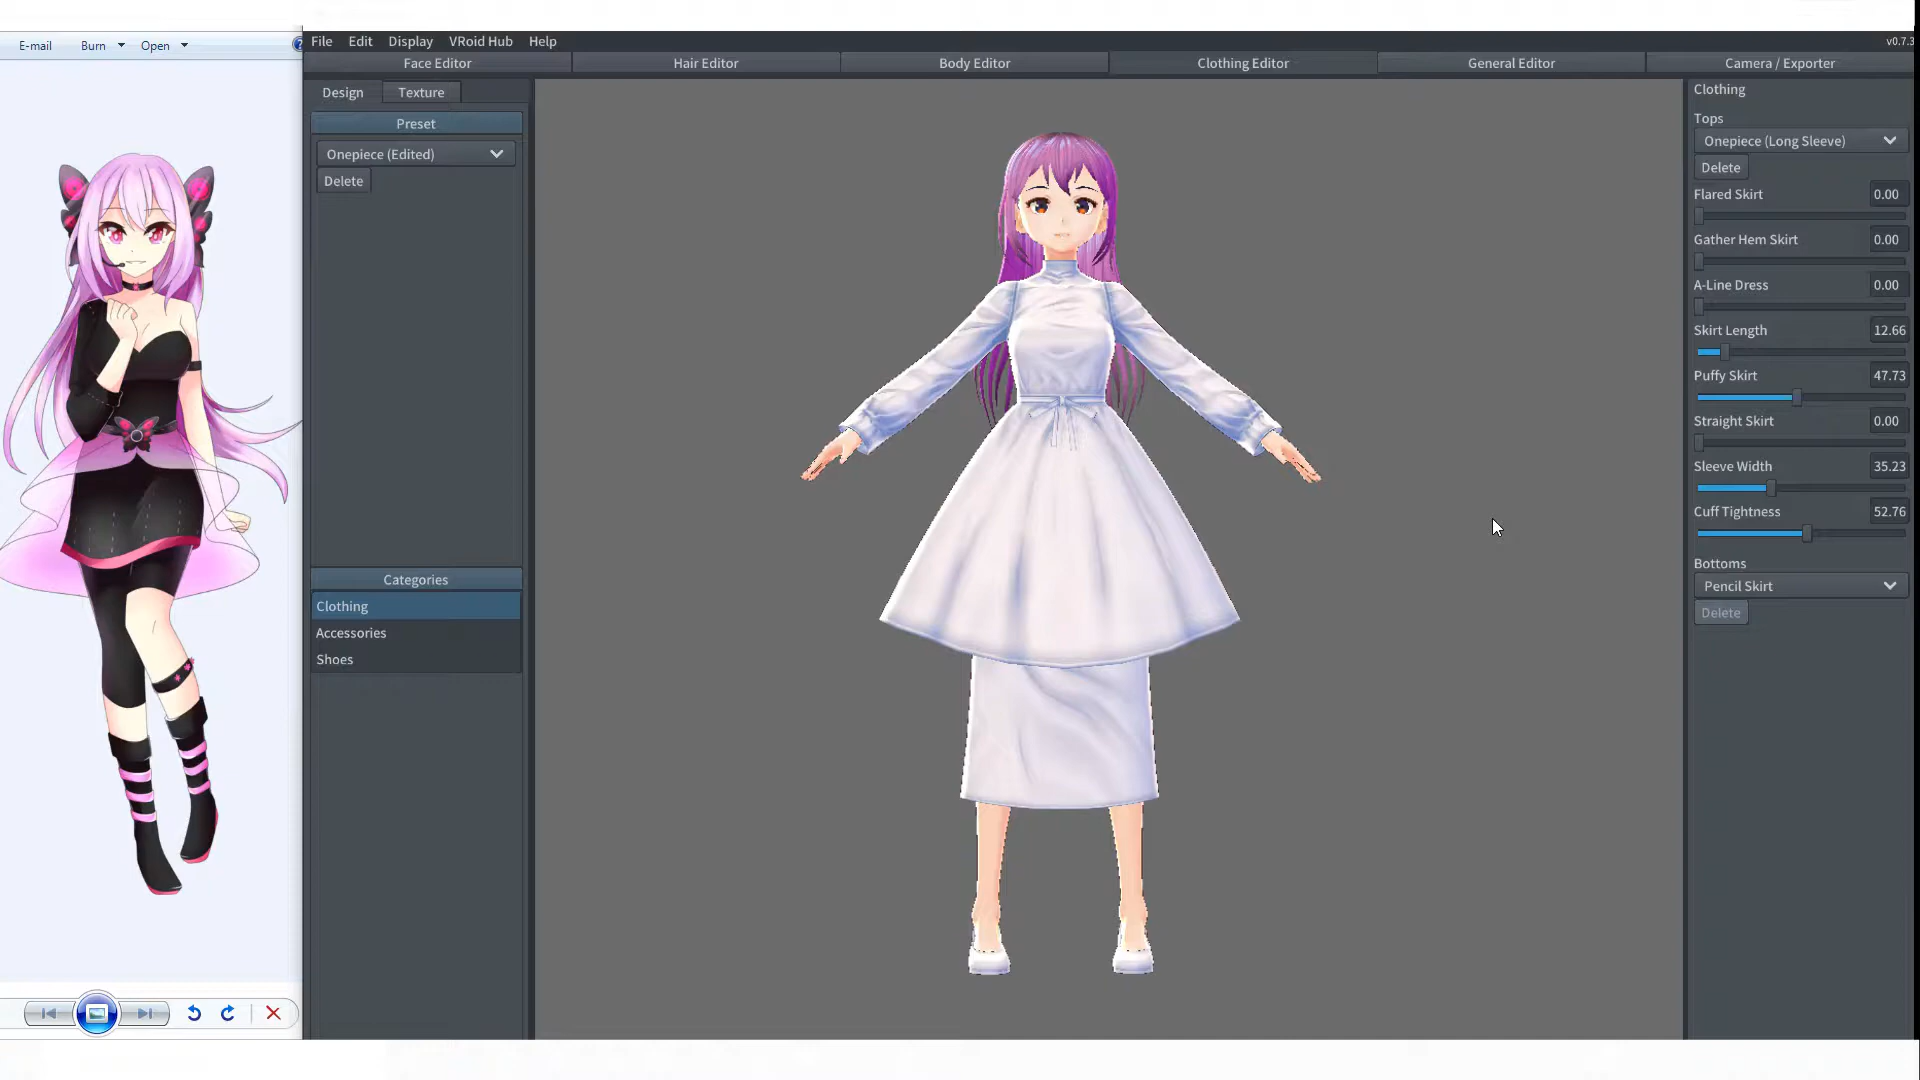 E-mail Burn Open
File Edit Display VRoid Hub Help
v0.7.3
Face Editor Hair Editor Body Editor Clothing Editor General Editor Camera / Exporter
Design Texture
Preset
Onepiece (Edited)
Delete
Categories
Clothing
Accessories
Shoes
Clothing
Tops
Onepiece (Long Sleeve)
Delete
Flared Skirt 0.00
Gather Hem Skirt 0.00
A-Line Dress 0.00
Skirt Length 12.66
Puffy Skirt 47.73
Straight Skirt 0.00
Sleeve Width 35.23
Cuff Tightness 52.76
Bottoms
Pencil Skirt
Delete